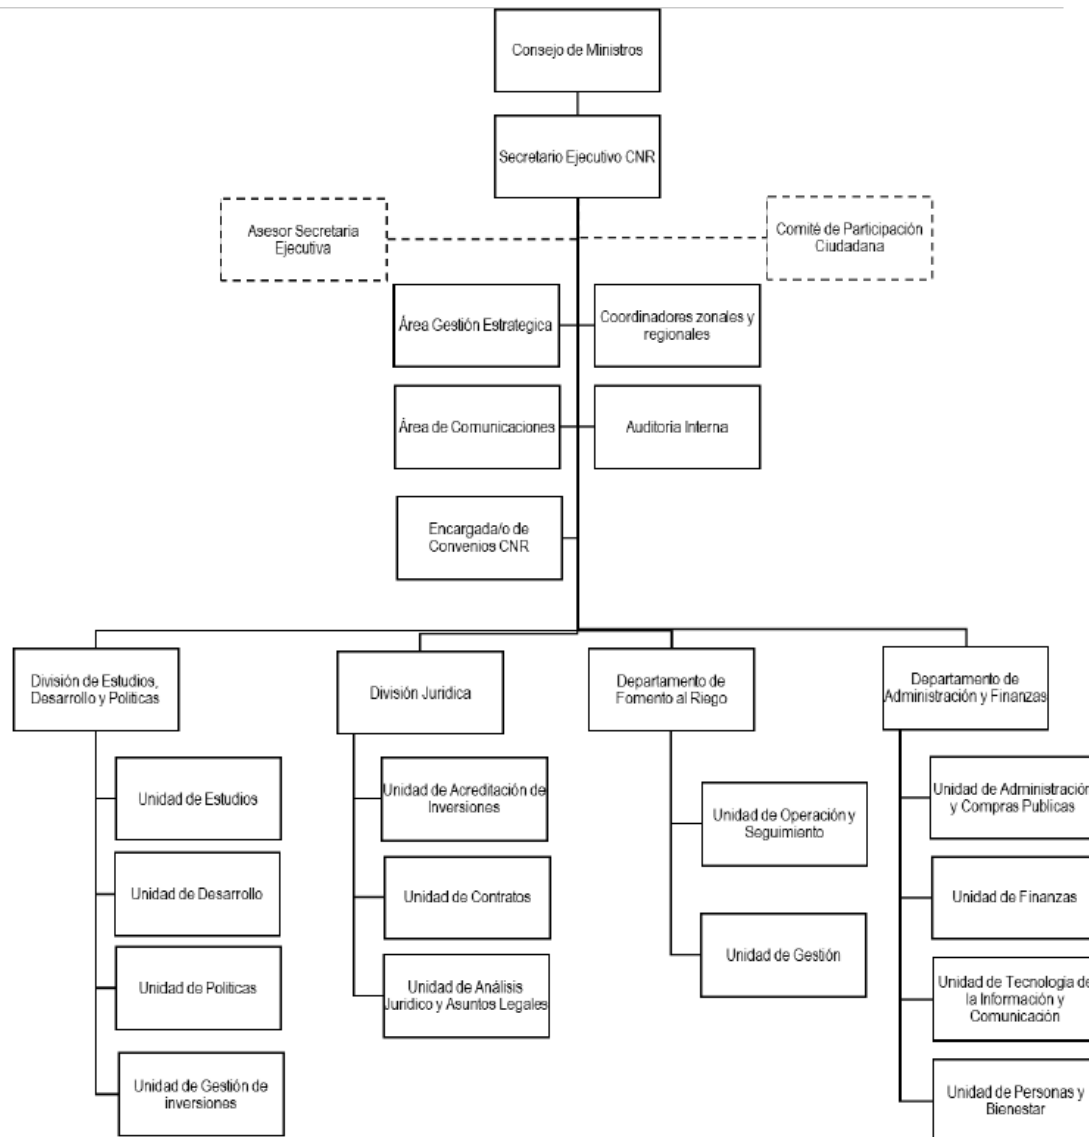 Consejo de Ministros
Secretario Ejecutivo CNR
Asesor Secretaria
Ejecutiva
Comité de Participación
Ciudadana
Área Gestión Estrategica
Coordinadores zonales y
regionales
Área de Comunicaciones
Auditoria Interna
Encargada/o de
Convenios CNR
División de Estudios,
Desarrollo y Politicas
División Juridica
Departamento de
Fomento al Riego
Departamento de
Administración y Finanzas
Unidad de Estudios
Unidad de Desarrollo
Unidad de Politicas
Unidad de Gestión de
inversiones
Unidad de Acreditación de
Inversiones
Unidad de Contratos
Unidad de Análisis
Juridico y Asuntos Legales
Unidad de Operación y
Seguimiento
Unidad de Gestión
Unidad de Administración
y Compras Publicas
Unidad de Finanzas
Unidad de Tecnologia de
la Información y
Comunicación
Unidad de Personas y
Bienestar